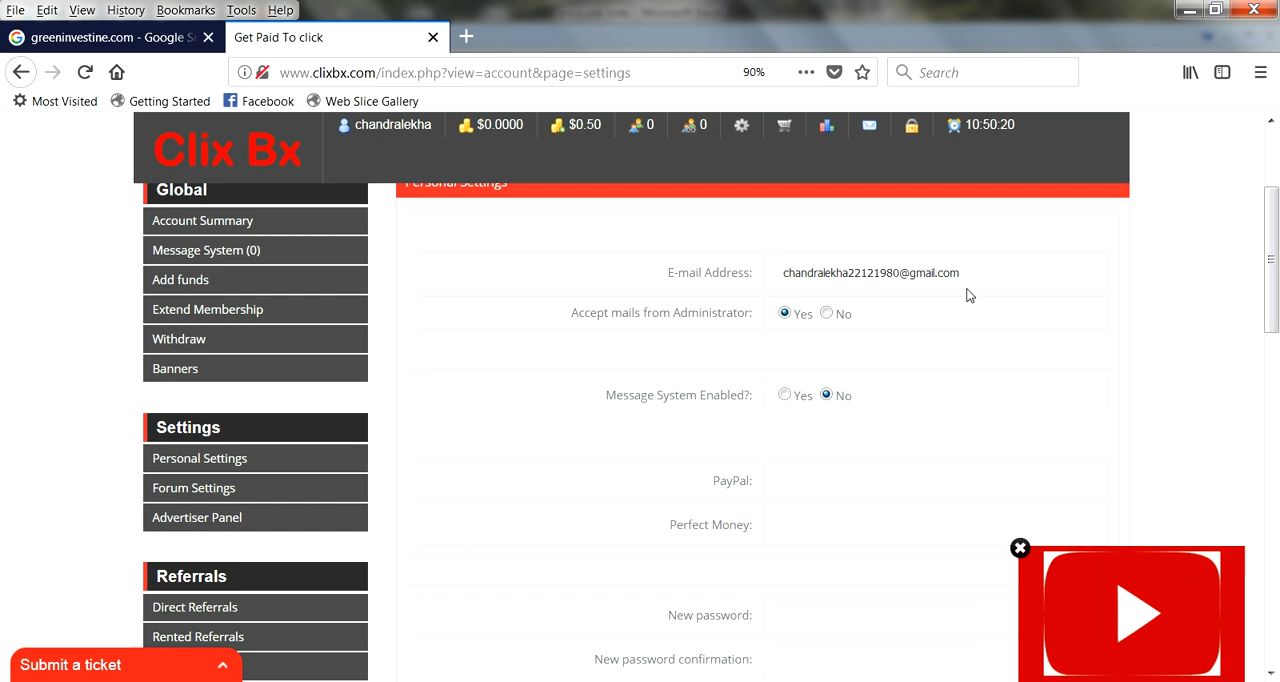 File Edit View History Bookmarks Tools Help
greeninvestine.com - Google S
Get Paid To click
www.clixbx.com/index.php?view=account&page=settings
90%
Search
Most Visited
Getting Started
Facebook
Web Slice Gallery
Clix Bx
chandralekha
$0.0000
$0.50
0
0
10:50:20
Global
Account Summary
Message System (0)
Add funds
Extend Membership
Withdraw
Banners
Settings
Personal Settings
Forum Settings
Advertiser Panel
Referrals
Direct Referrals
Rented Referrals
Submit a ticket
Personal Settings
E-mail Address: chandralekha22121980@gmail.com
Accept mails from Administrator: Yes No
Message System Enabled?: Yes No
PayPal:
Perfect Money:
New password:
New password confirmation: